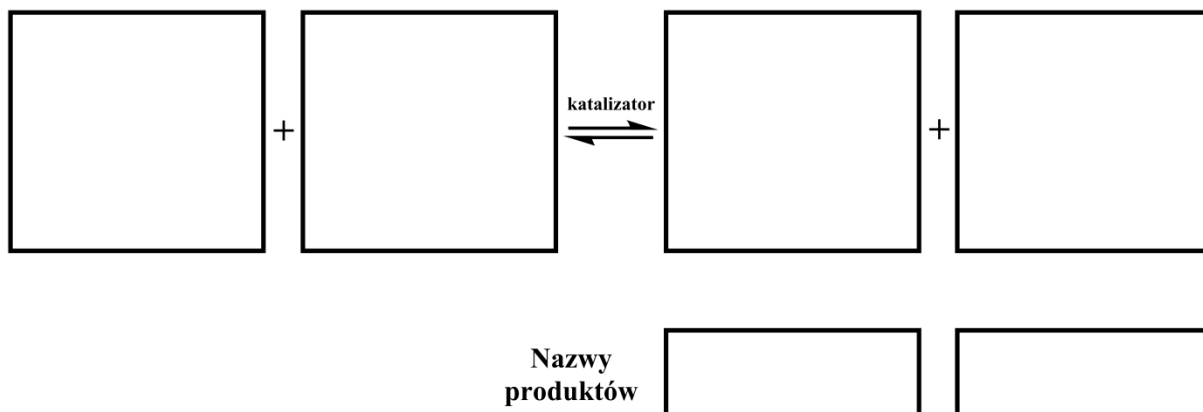 +
katalizator
+
Nazwy
produktów